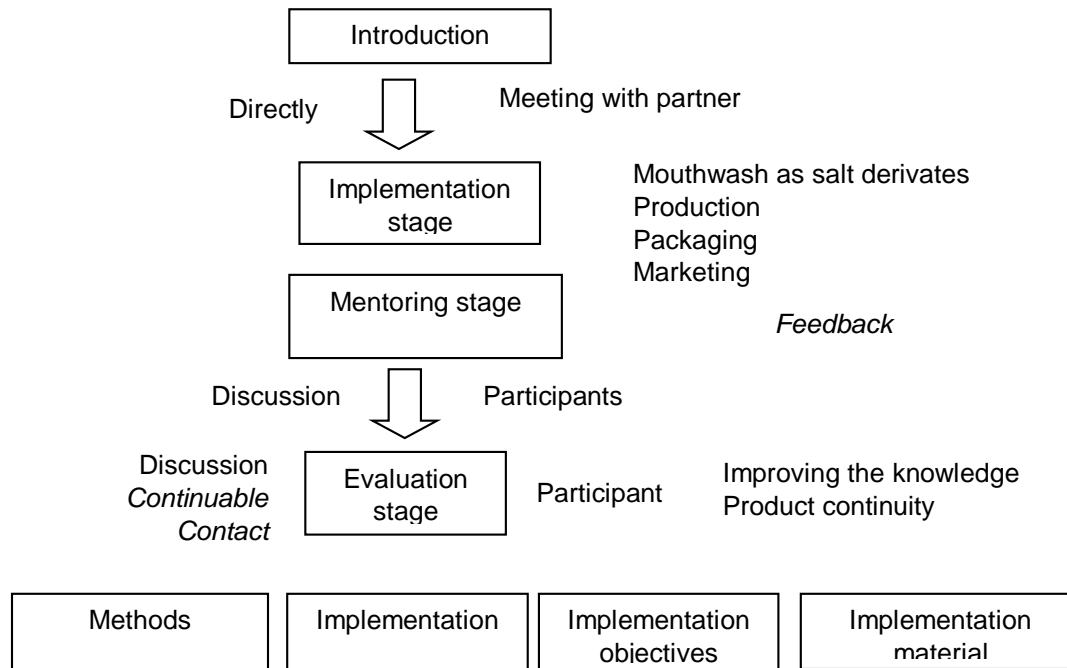 Introduction
Directly
Meeting with partner
Implementation
stage
Mouthwash as salt derivates
Production
Packaging
Marketing
Mentoring stage
Feedback
Discussion
Participants
Discussion
Continuable
Contact
Evaluation
stage
Participant
Improving the knowledge
Product continuity
Methods
Implementation
Implementation
objectives
Implementation
material